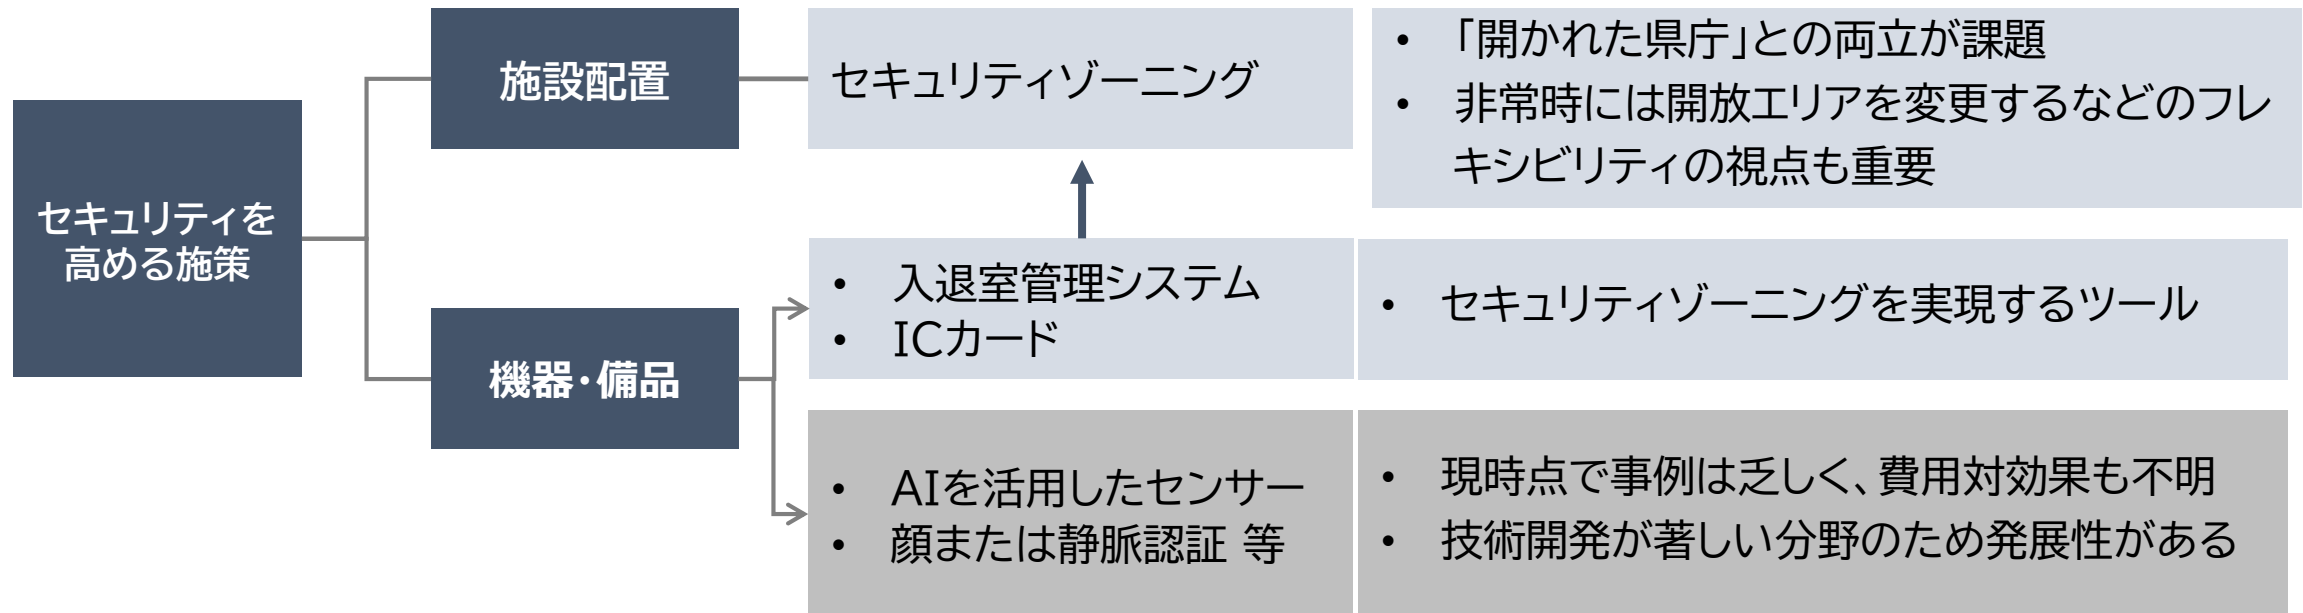 セキュリティを
高める施策
施設配置
セキュリティゾーニング
• 「開かれた県庁」との両立が課題
• 非常時には開放エリアを変更するなどのフレ
キシビリティの視点も重要
機器・備品
• 入退室管理システム
• ICカード
• セキュリティゾーニングを実現するツール
• AIを活用したセンサー
• 顔または静脈認証 等
• 現時点で事例は乏しく、費用対効果も不明
• 技術開発が著しい分野のため発展性がある